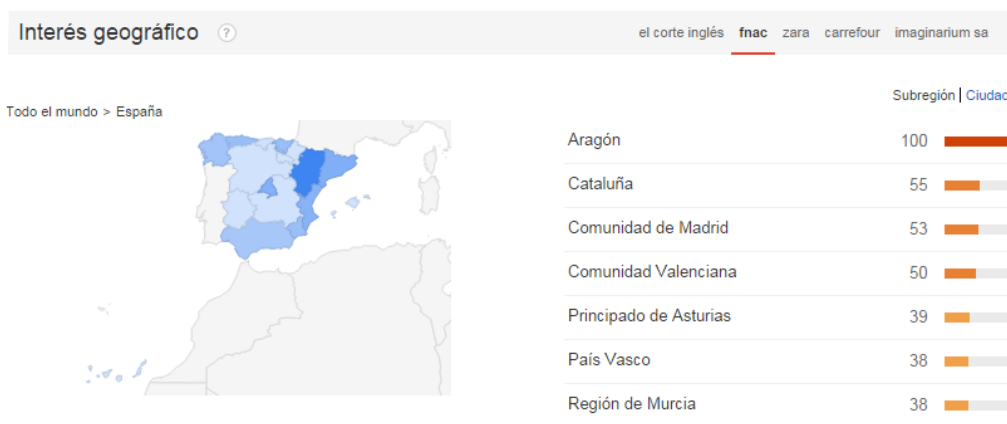 Interés geográfico ?
el corte inglés fnac zara carrefour imaginarium sa
Subregión | Ciudad
Todo el mundo > España
Aragón 100
Cataluña 55
Comunidad de Madrid 53
Comunidad Valenciana 50
Principado de Asturias 39
País Vasco 38
Región de Murcia 38